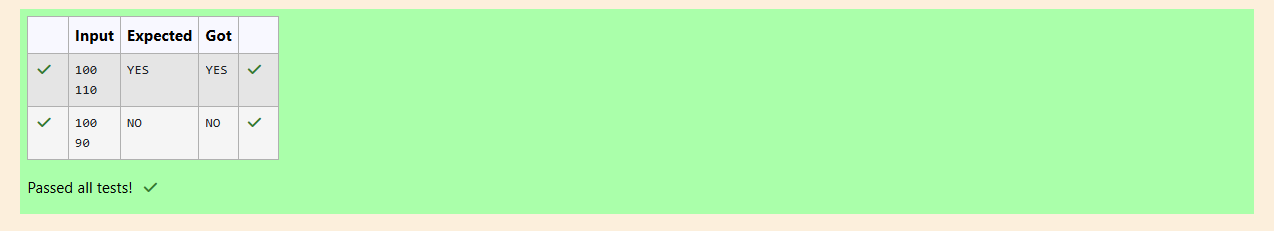 Input Expected Got
100 YES YES
110
100 NO NO
90
Passed all tests!